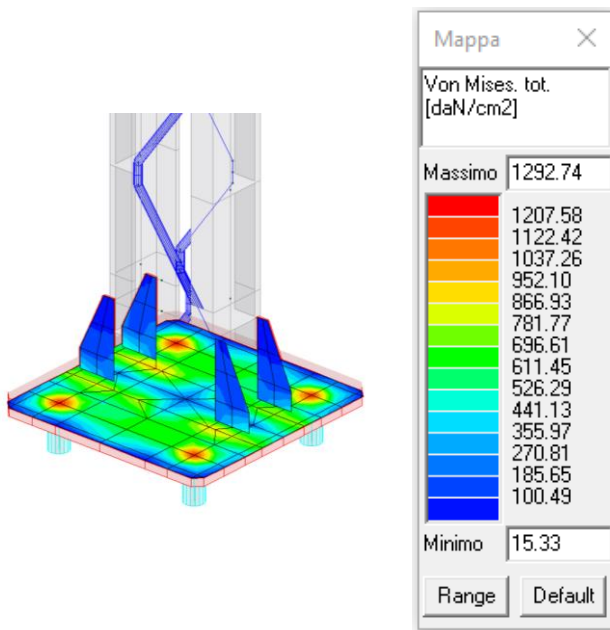 Mappa
Von Mises. tot.
[daN/cm2]
Massimo 1292.74
1207.58
1122.42
1037.26
952.10
866.93
781.77
696.61
611.45
526.29
441.13
355.97
270.81
185.65
100.49
Minimo 15.33
Range Default